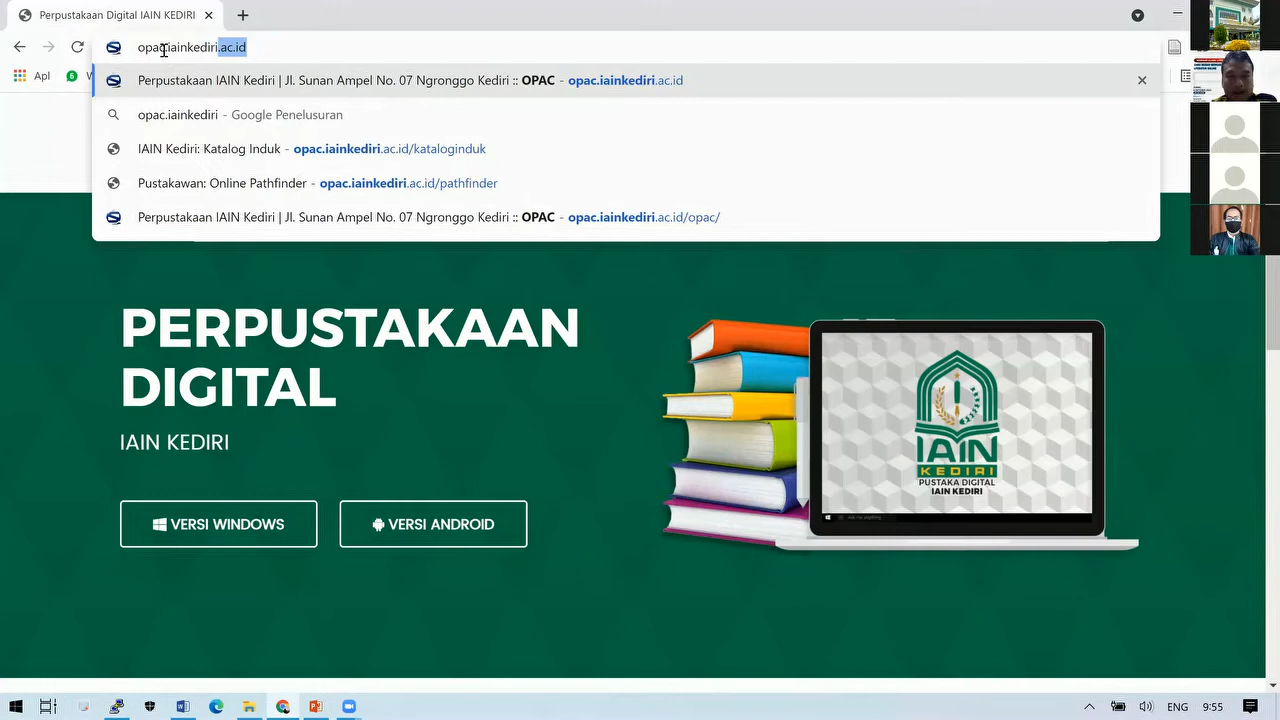 Perpustakaan Digital IAIN KEDIRI
opac.iainkediri.ac.id
Apl
Perpustakaan IAIN Kediri | Jl. Sunan Ampel No. 07 Ngronggo Kediri :: OPAC - opac.iainkediri.ac.id
opac.iainkediri - Google Penelusuran
IAIN Kediri: Katalog Induk - opac.iainkediri.ac.id/kataloginduk
Pustakawan: Online Pathfinder - opac.iainkediri.ac.id/pathfinder
Perpustakaan IAIN Kediri | Jl. Sunan Ampel No. 07 Ngronggo Kediri :: OPAC - opac.iainkediri.ac.id/opac/
PERPUSTAKAAN
DIGITAL
IAIN KEDIRI
VERSI WINDOWS
VERSI ANDROID
IAIN
KEDIRI
PUSTAKA DIGITAL
IAIN KEDIRI
Ask me anything
ENG
9:55